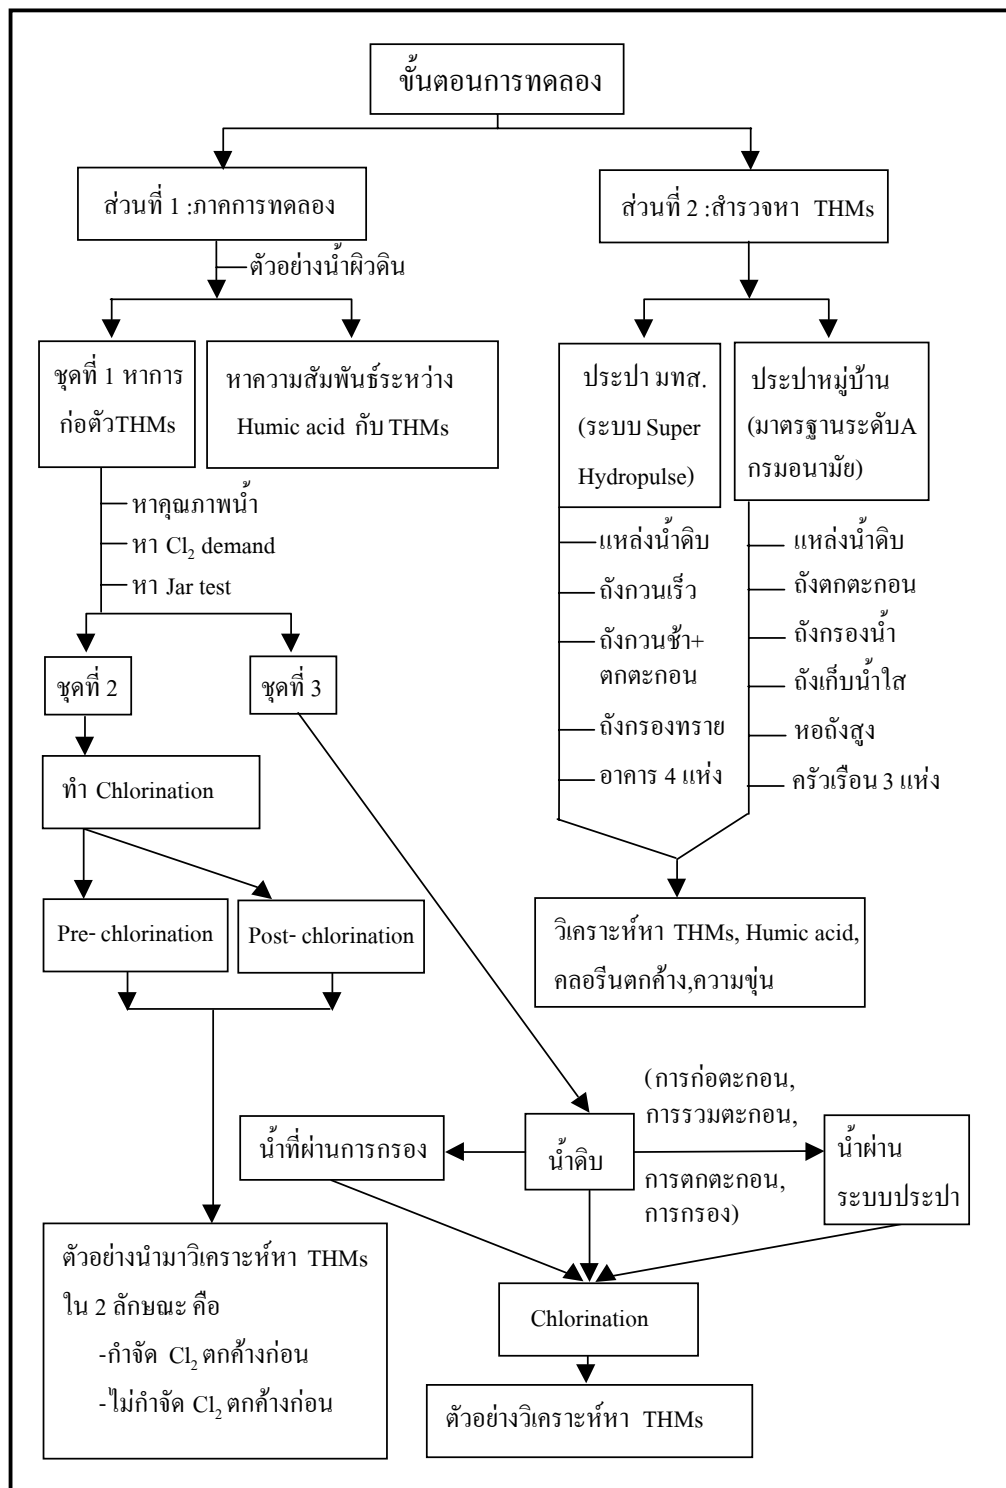 ขั้นตอนการทดลอง
ส่วนที่ 1 :ภาคการทดลอง
ส่วนที่ 2 :สำรวจหา THMs
ตัวอย่างน้ำผิวดิน
ชุดที่ 1 หาการ
ก่อตัวTHMs
หาความสัมพันธ์ระหว่าง
Humic acid กับ THMs
ประปา มทส.
(ระบบ Super
Hydropulse)
ประปาหมู่บ้าน
(มาตรฐานระดับA
กรมอนามัย)
หาคุณภาพน้ำ
หา Cl₂ demand
หา Jar test
แหล่งน้ำดิบ
ถังกวนเร็ว
ถังกวนช้า+
ตกตะกอน
ถังกรองทราย
อาคาร 4 แห่ง
แหล่งน้ำดิบ
ถังตกตะกอน
ถังกรองน้ำ
ถังเก็บน้ำใส
หอถังสูง
ครัวเรือน 3 แห่ง
ชุดที่ 2
ชุดที่ 3
ทำ Chlorination
Pre- chlorination
Post- chlorination
วิเคราะห์หา THMs, Humic acid,
คลอรีนตกค้าง,ความขุ่น
(การก่อตะกอน,
การรวมตะกอน,
น้ำที่ผ่านการกรอง
น้ำดิบ
การตกตะกอน,
การกรอง)
น้ำผ่าน
ระบบประปา
ตัวอย่างนำมาวิเคราะห์หา THMs
ใน 2 ลักษณะ คือ
-กำจัด Cl₂ ตกค้างก่อน
-ไม่กำจัด Cl₂ ตกค้างก่อน
Chlorination
ตัวอย่างวิเคราะห์หา THMs